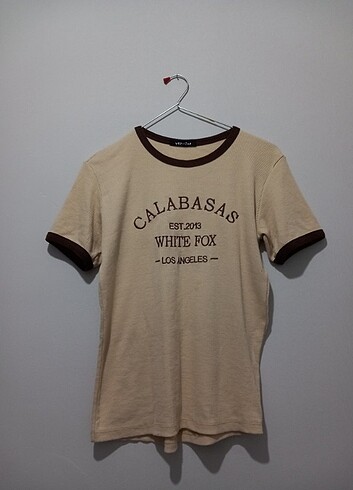 CALABASAS
EST.2013
WHITE FOX
– LOS ANGELES –